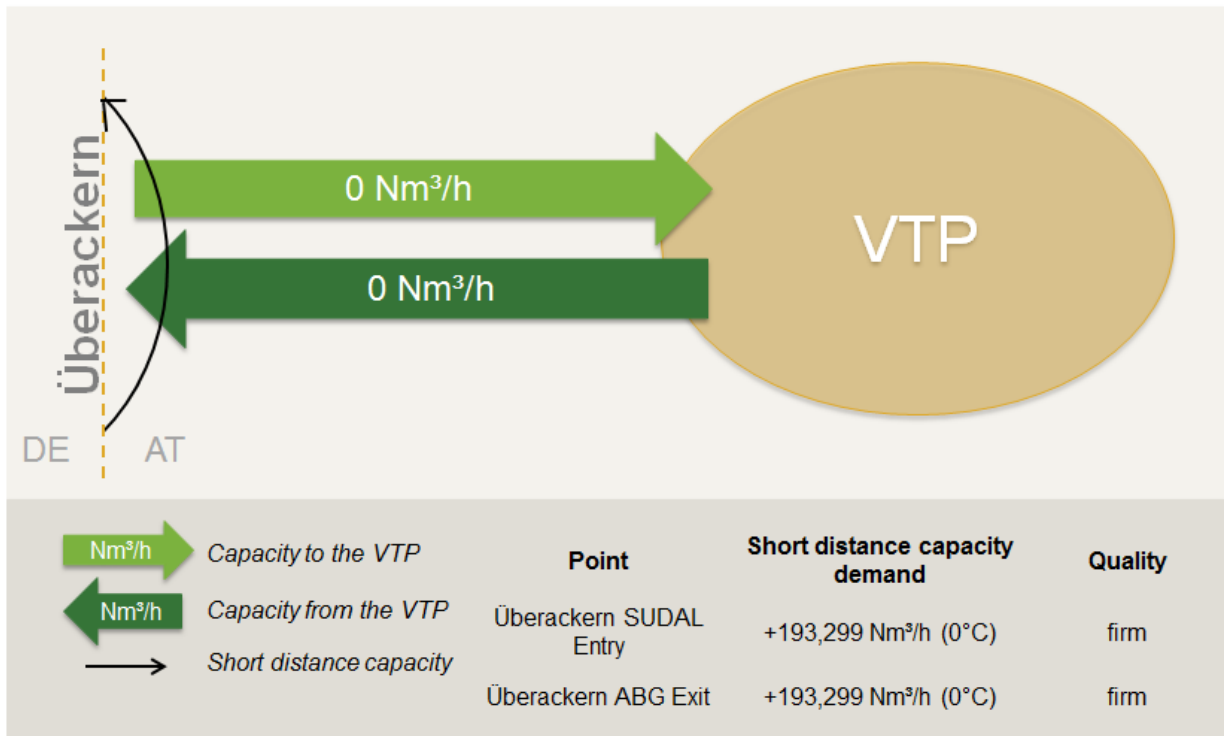 Überackern
0 Nm³/h
0 Nm³/h
VTP
DE
AT
Nm³/h
Capacity to the VTP
Nm³/h
Capacity from the VTP
Short distance capacity
Point
Short distance capacity
demand
Quality
Überackern SUDAL
Entry
+193,299 Nm³/h (0°C)
firm
Überackern ABG Exit
+193,299 Nm³/h (0°C)
firm